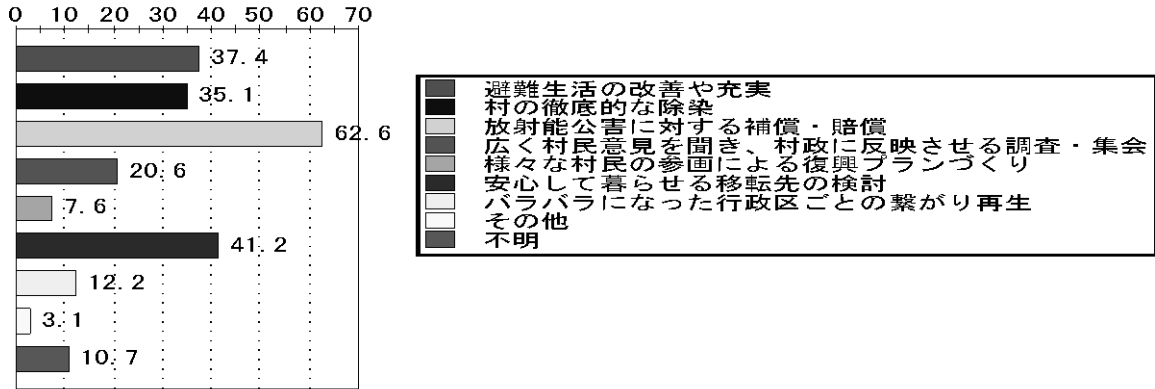 0 10 20 30 40 50 60 70
37. 4
35. 1
62. 6
20. 6
7. 6
41. 2
12. 2
3. 1
10. 7
避難生活の改善や充実
村の徹底的な除染
放射能公害に対する補償・賠償
広く村民意見を聞き、村政に反映させる調査・集会
様々な村民の参画による復興プランづくり
安心して暮らせる移転先の検討
バラバラになった行政区ごとの繋がり再生
その他
不明